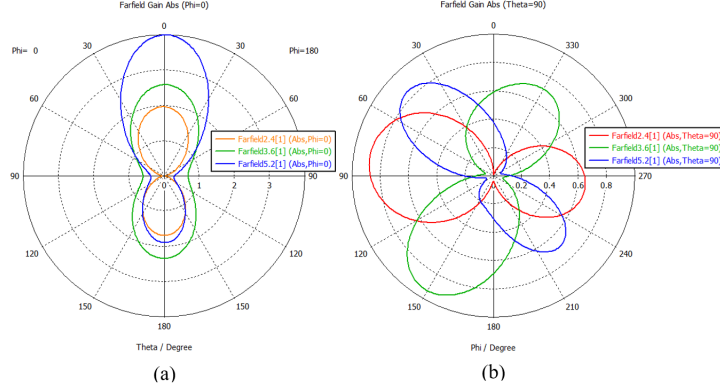 Farfield Gain Abs (Phi=0)
0
Phi= 0
30
30
Phi=180
60
60
90
0
1
2
3
90
Farfield2.4[1] (Abs,Phi=0)
Farfield3.6[1] (Abs,Phi=0)
Farfield5.2[1] (Abs,Phi=0)
120
120
150
150
180
Theta / Degree
(a)
Farfield Gain Abs (Theta=90)
0
30
330
60
90
0
0.2
0.4
0.6
0.8
270
Farfield2.4[1] (Abs,Theta=90)
Farfield3.6[1] (Abs,Theta=90)
Farfield5.2[1] (Abs,Theta=90)
120
240
150
210
180
Phi / Degree
(b)